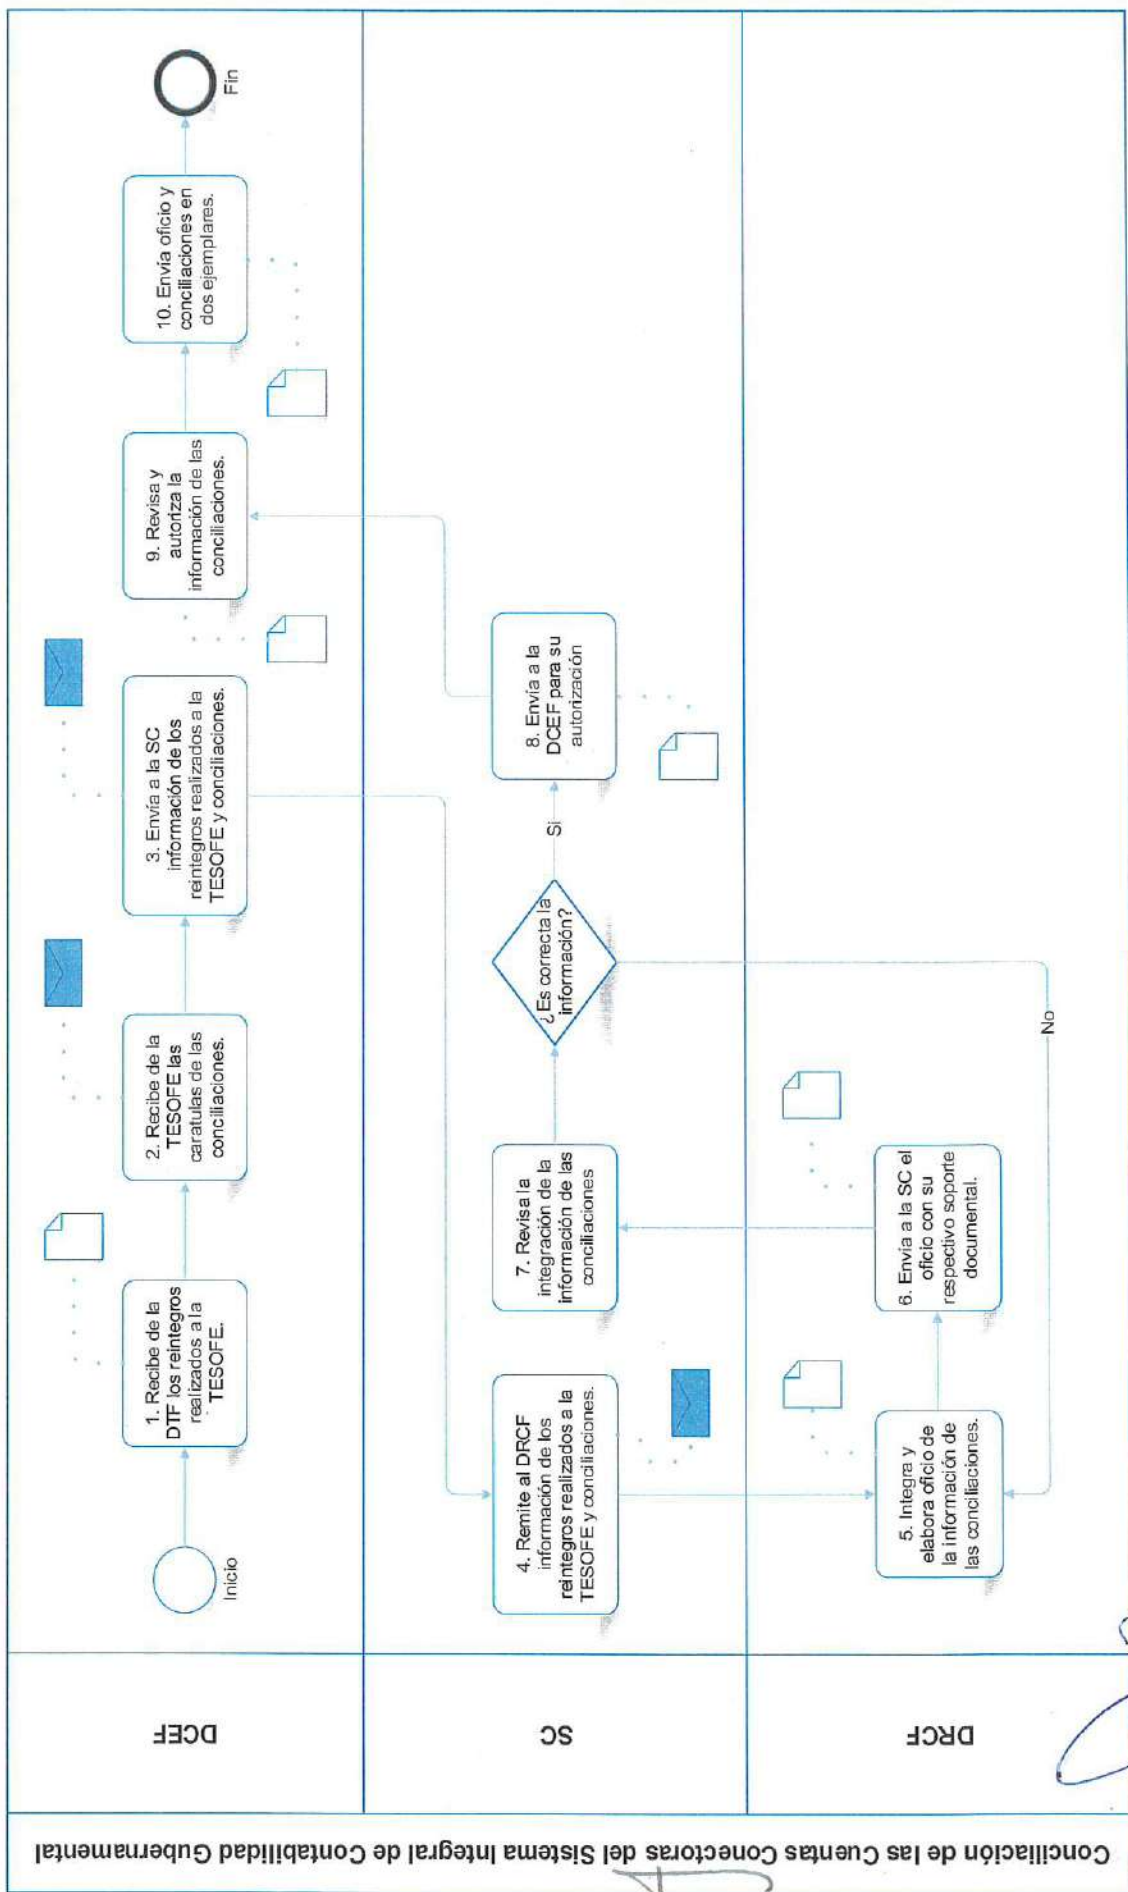 Conciliación de las Cuentas Conectoras del Sistema Integral de Contabilidad Gubernamental
DCEF
Inicio
1. Recibe de la
DTF los reintegros
realizados a la
TESOFE.
2. Recibe de la
TESOFE las
caratulas de las
conciliaciones.
3. Envía a la SC
información de los
reintegros realizados a la
TESOFE y conciliaciones.
9. Revisa y
autoriza la
información de las
conciliaciones.
10. Envía oficio y
conciliaciones en
dos ejemplares.
Fin
SC
4. Remite al DRCF
información de los
reintegros realizados a la
TESOFE y conciliaciones.
7. Revisa la
integración de la
información de las
conciliaciones
¿Es correcta la
información?
Si
8. Envía a la
DCEF para su
autorización
DRCF
5. Integra y
elabora oficio de
la información de
las conciliaciones.
6. Envía a la SC el
oficio con su
respectivo soporte
documental.
No